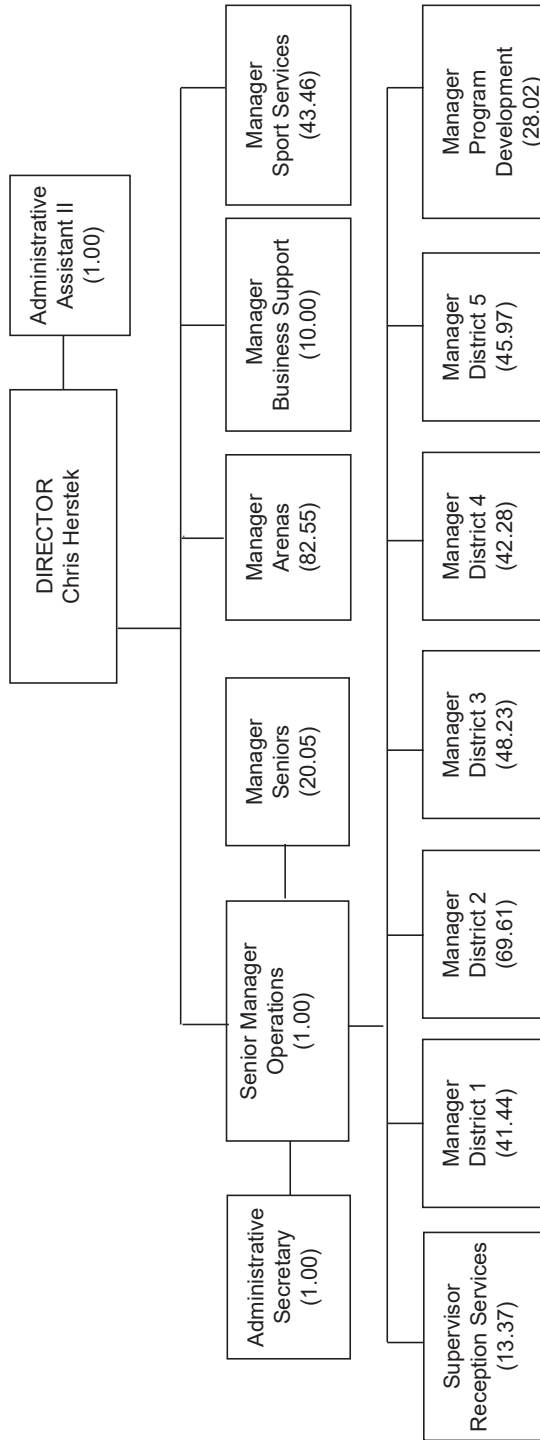 DIRECTOR
Chris Herstek
Administrative
Assistant II
(1.00)
Administrative
Secretary
(1.00)
Senior Manager
Operations
(1.00)
Manager
Seniors
(20.05)
Manager
Arenas
(82.55)
Manager
Business Support
(10.00)
Manager
Sport Services
(43.46)
Supervisor
Reception Services
(13.37)
Manager
District 1
(41.44)
Manager
District 2
(69.61)
Manager
District 3
(48.23)
Manager
District 4
(42.28)
Manager
District 5
(45.97)
Manager
Program
Development
(28.02)